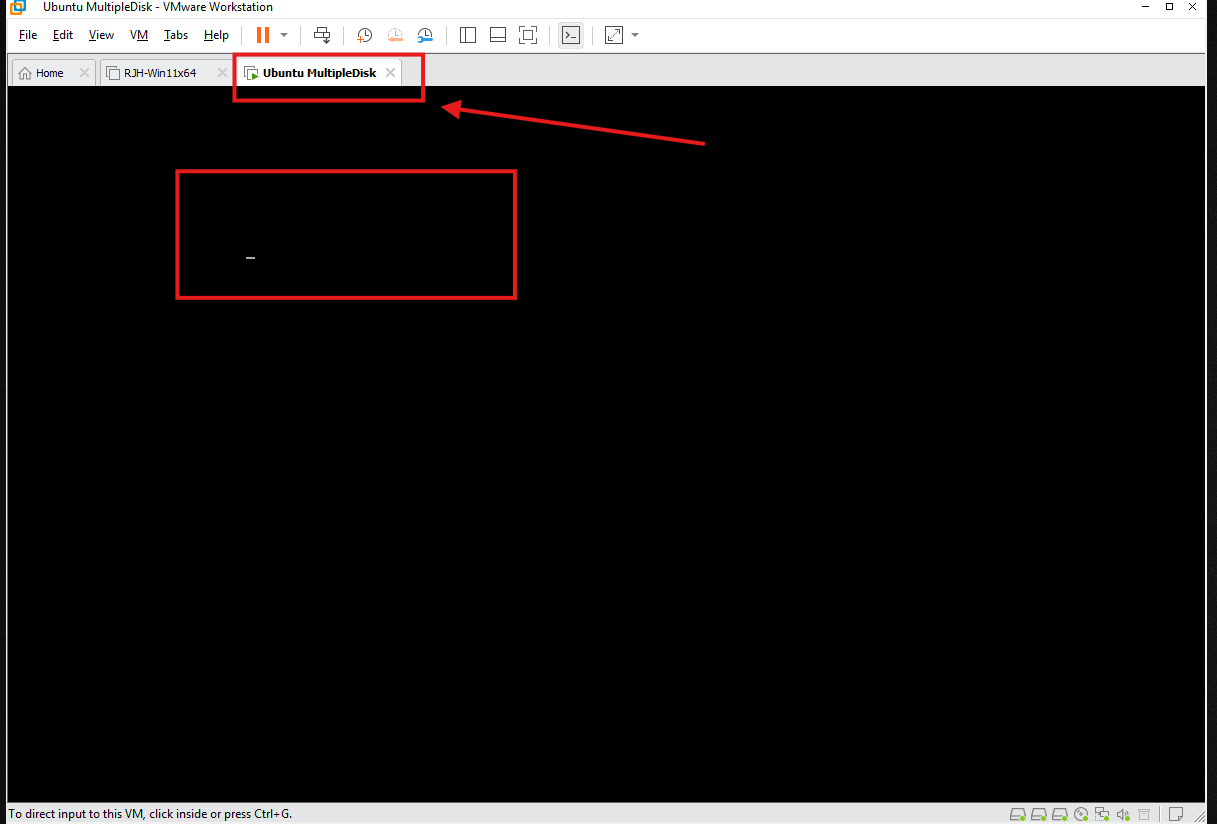 Ubuntu MultipleDisk - VMware Workstation
File Edit View VM Tabs Help
Home RJH-Win11x64 Ubuntu MultipleDisk
To direct input to this VM, click inside or press Ctrl+G.